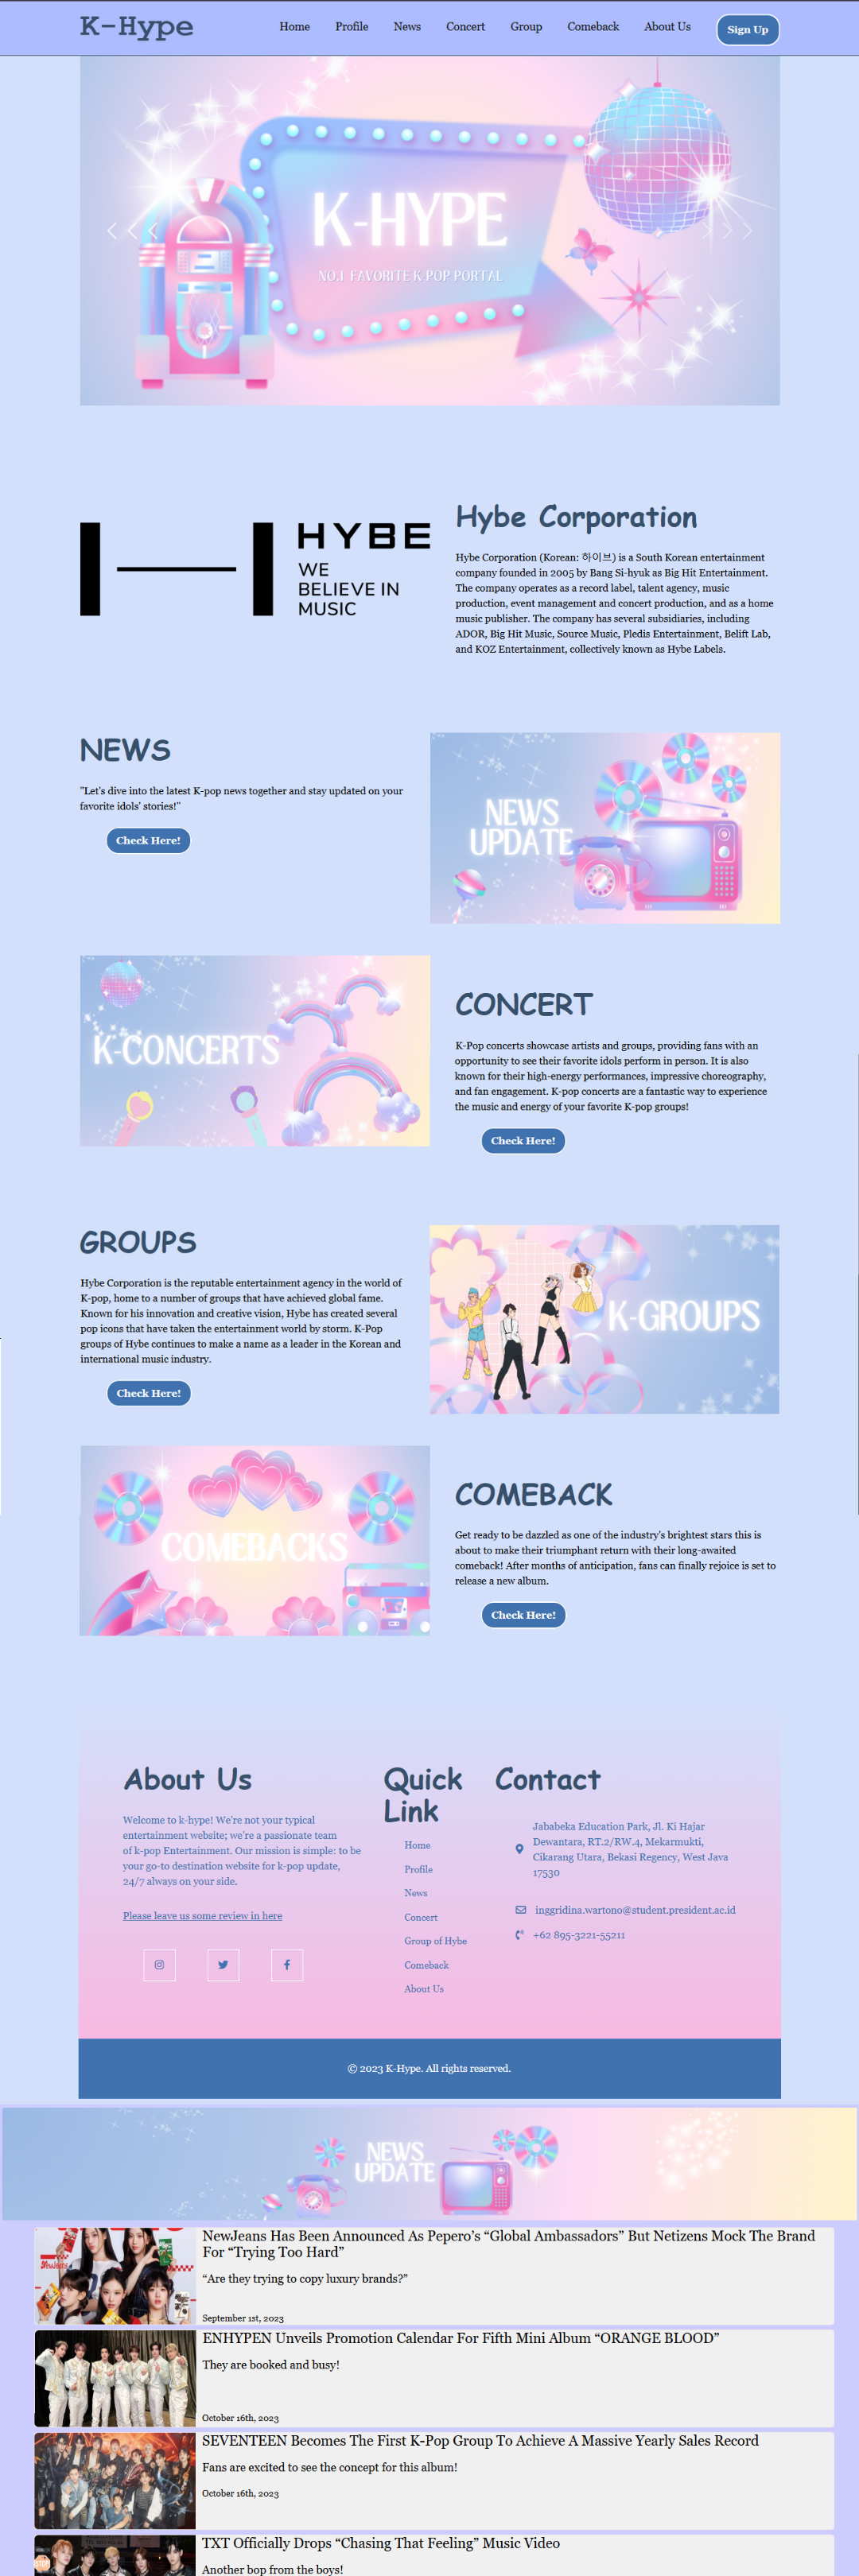 K-Hype
Home Profile News Concert Group Comeback About Us Sign Up
K-HYPE
NO.1 FAVORITE K-POP PORTAL
HYBE
WE
BELIEVE IN
MUSIC
Hybe Corporation
Hybe Corporation (Korean: 하이브) is a South Korean entertainment
company founded in 2005 by Bang Si-hyuk as Big Hit Entertainment.
The company operates as a record label, talent agency, music
production, event management and concert production, and as a home
music publisher. The company has several subsidiaries, including
ADOR, Big Hit Music, Source Music, Pledis Entertainment, Belift Lab,
and KOZ Entertainment, collectively known as Hybe Labels.
NEWS
"Let's dive into the latest K-pop news together and stay updated on your
favorite idols' stories!"
Check Here!
NEWS
UPDATE
K-CONCERTS
CONCERT
K-Pop concerts showcase artists and groups, providing fans with an
opportunity to see their favorite idols perform in person. It is also
known for their high-energy performances, impressive choreography,
and fan engagement. K-pop concerts are a fantastic way to experience
the music and energy of your favorite K-pop groups!
Check Here!
GROUPS
Hybe Corporation is the reputable entertainment agency in the world of
K-pop, home to a number of groups that have achieved global fame.
Known for his innovation and creative vision, Hybe has created several
pop icons that have taken the entertainment world by storm. K-Pop
groups of Hybe continues to make a name as a leader in the Korean and
international music industry.
Check Here!
K-GROUPS
COMEBACKS
COMEBACK
Get ready to be dazzled as one of the industry's brightest stars this is
about to make their triumphant return with their long-awaited
comeback! After months of anticipation, fans can finally rejoice is set to
release a new album.
Check Here!
About Us
Welcome to k-hype! We're not your typical
entertainment website; we're a passionate team
of k-pop Entertainment. Our mission is simple: to be
your go-to destination website for k-pop update,
24/7 always on your side.
Please leave us some review in here
Quick
Link
Home
Profile
News
Concert
Group of Hybe
Comeback
About Us
Contact
Jababeka Education Park, Jl. Ki Hajar
Dewantara, RT.2/RW.4, Mekarmukti,
Cikarang Utara, Bekasi Regency, West Java
17530
inggridina.wartono@student.president.ac.id
+62 895-3221-55211
© 2023 K-Hype. All rights reserved.
NEWS
UPDATE
NewJeans Has Been Announced As Pepero's “Global Ambassadors” But Netizens Mock The Brand
For “Trying Too Hard”
“Are they trying to copy luxury brands?”
September 1st, 2023
ENHYPEN Unveils Promotion Calendar For Fifth Mini Album “ORANGE BLOOD”
They are booked and busy!
October 16th, 2023
SEVENTEEN Becomes The First K-Pop Group To Achieve A Massive Yearly Sales Record
Fans are excited to see the concept for this album!
October 16th, 2023
TXT Officially Drops “Chasing That Feeling” Music Video
Another bop from the boys!